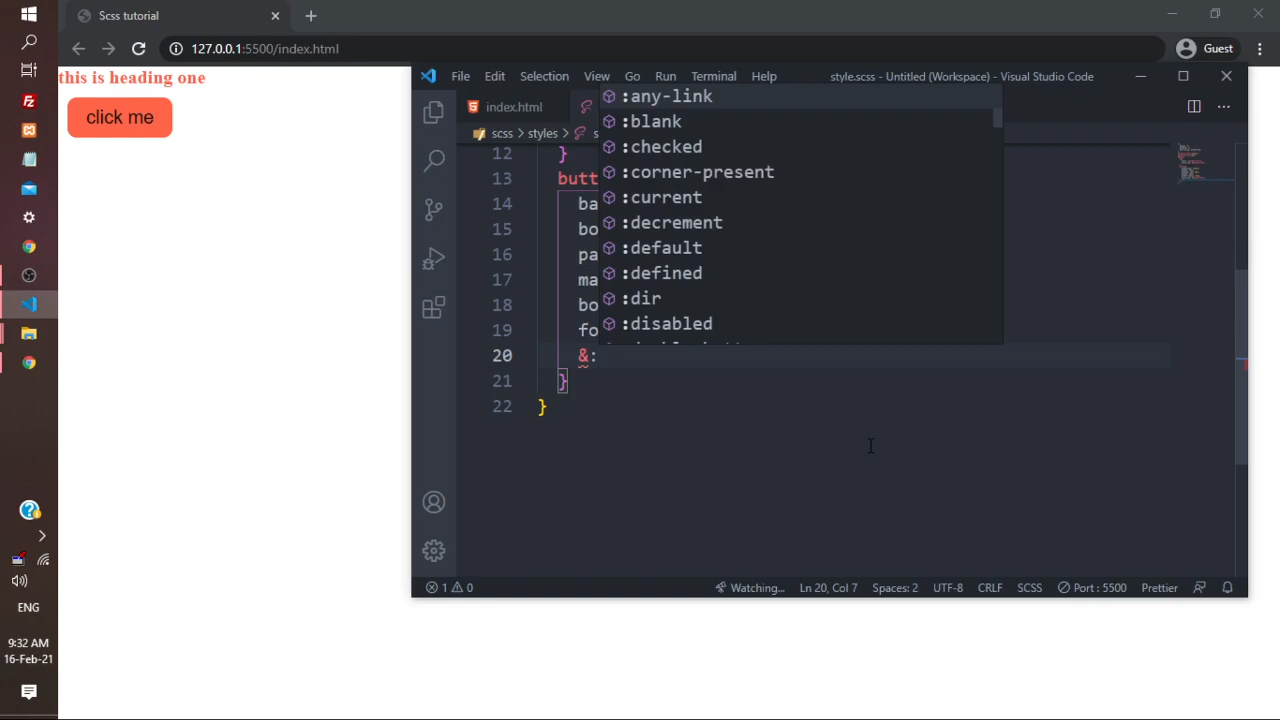 Scss tutorial
127.0.0.1:5500/index.html
Guest
this is heading one
click me
File Edit Selection View Go Run Terminal Help
style.scss - Untitled (Workspace) - Visual Studio Code
index.html
scss > styles > s
:any-link
:blank
:checked
:corner-present
:current
:decrement
:default
:defined
:dir
:disabled
12 }
13 butt
14 ba
15 bo
16 pa
17 ma
18 bo
19 fo
20 &:
21 }
22 }
1 0
Watching... Ln 20, Col 7 Spaces: 2 UTF-8 CRLF SCSS Port : 5500 Prettier
ENG
9:32 AM
16-Feb-21